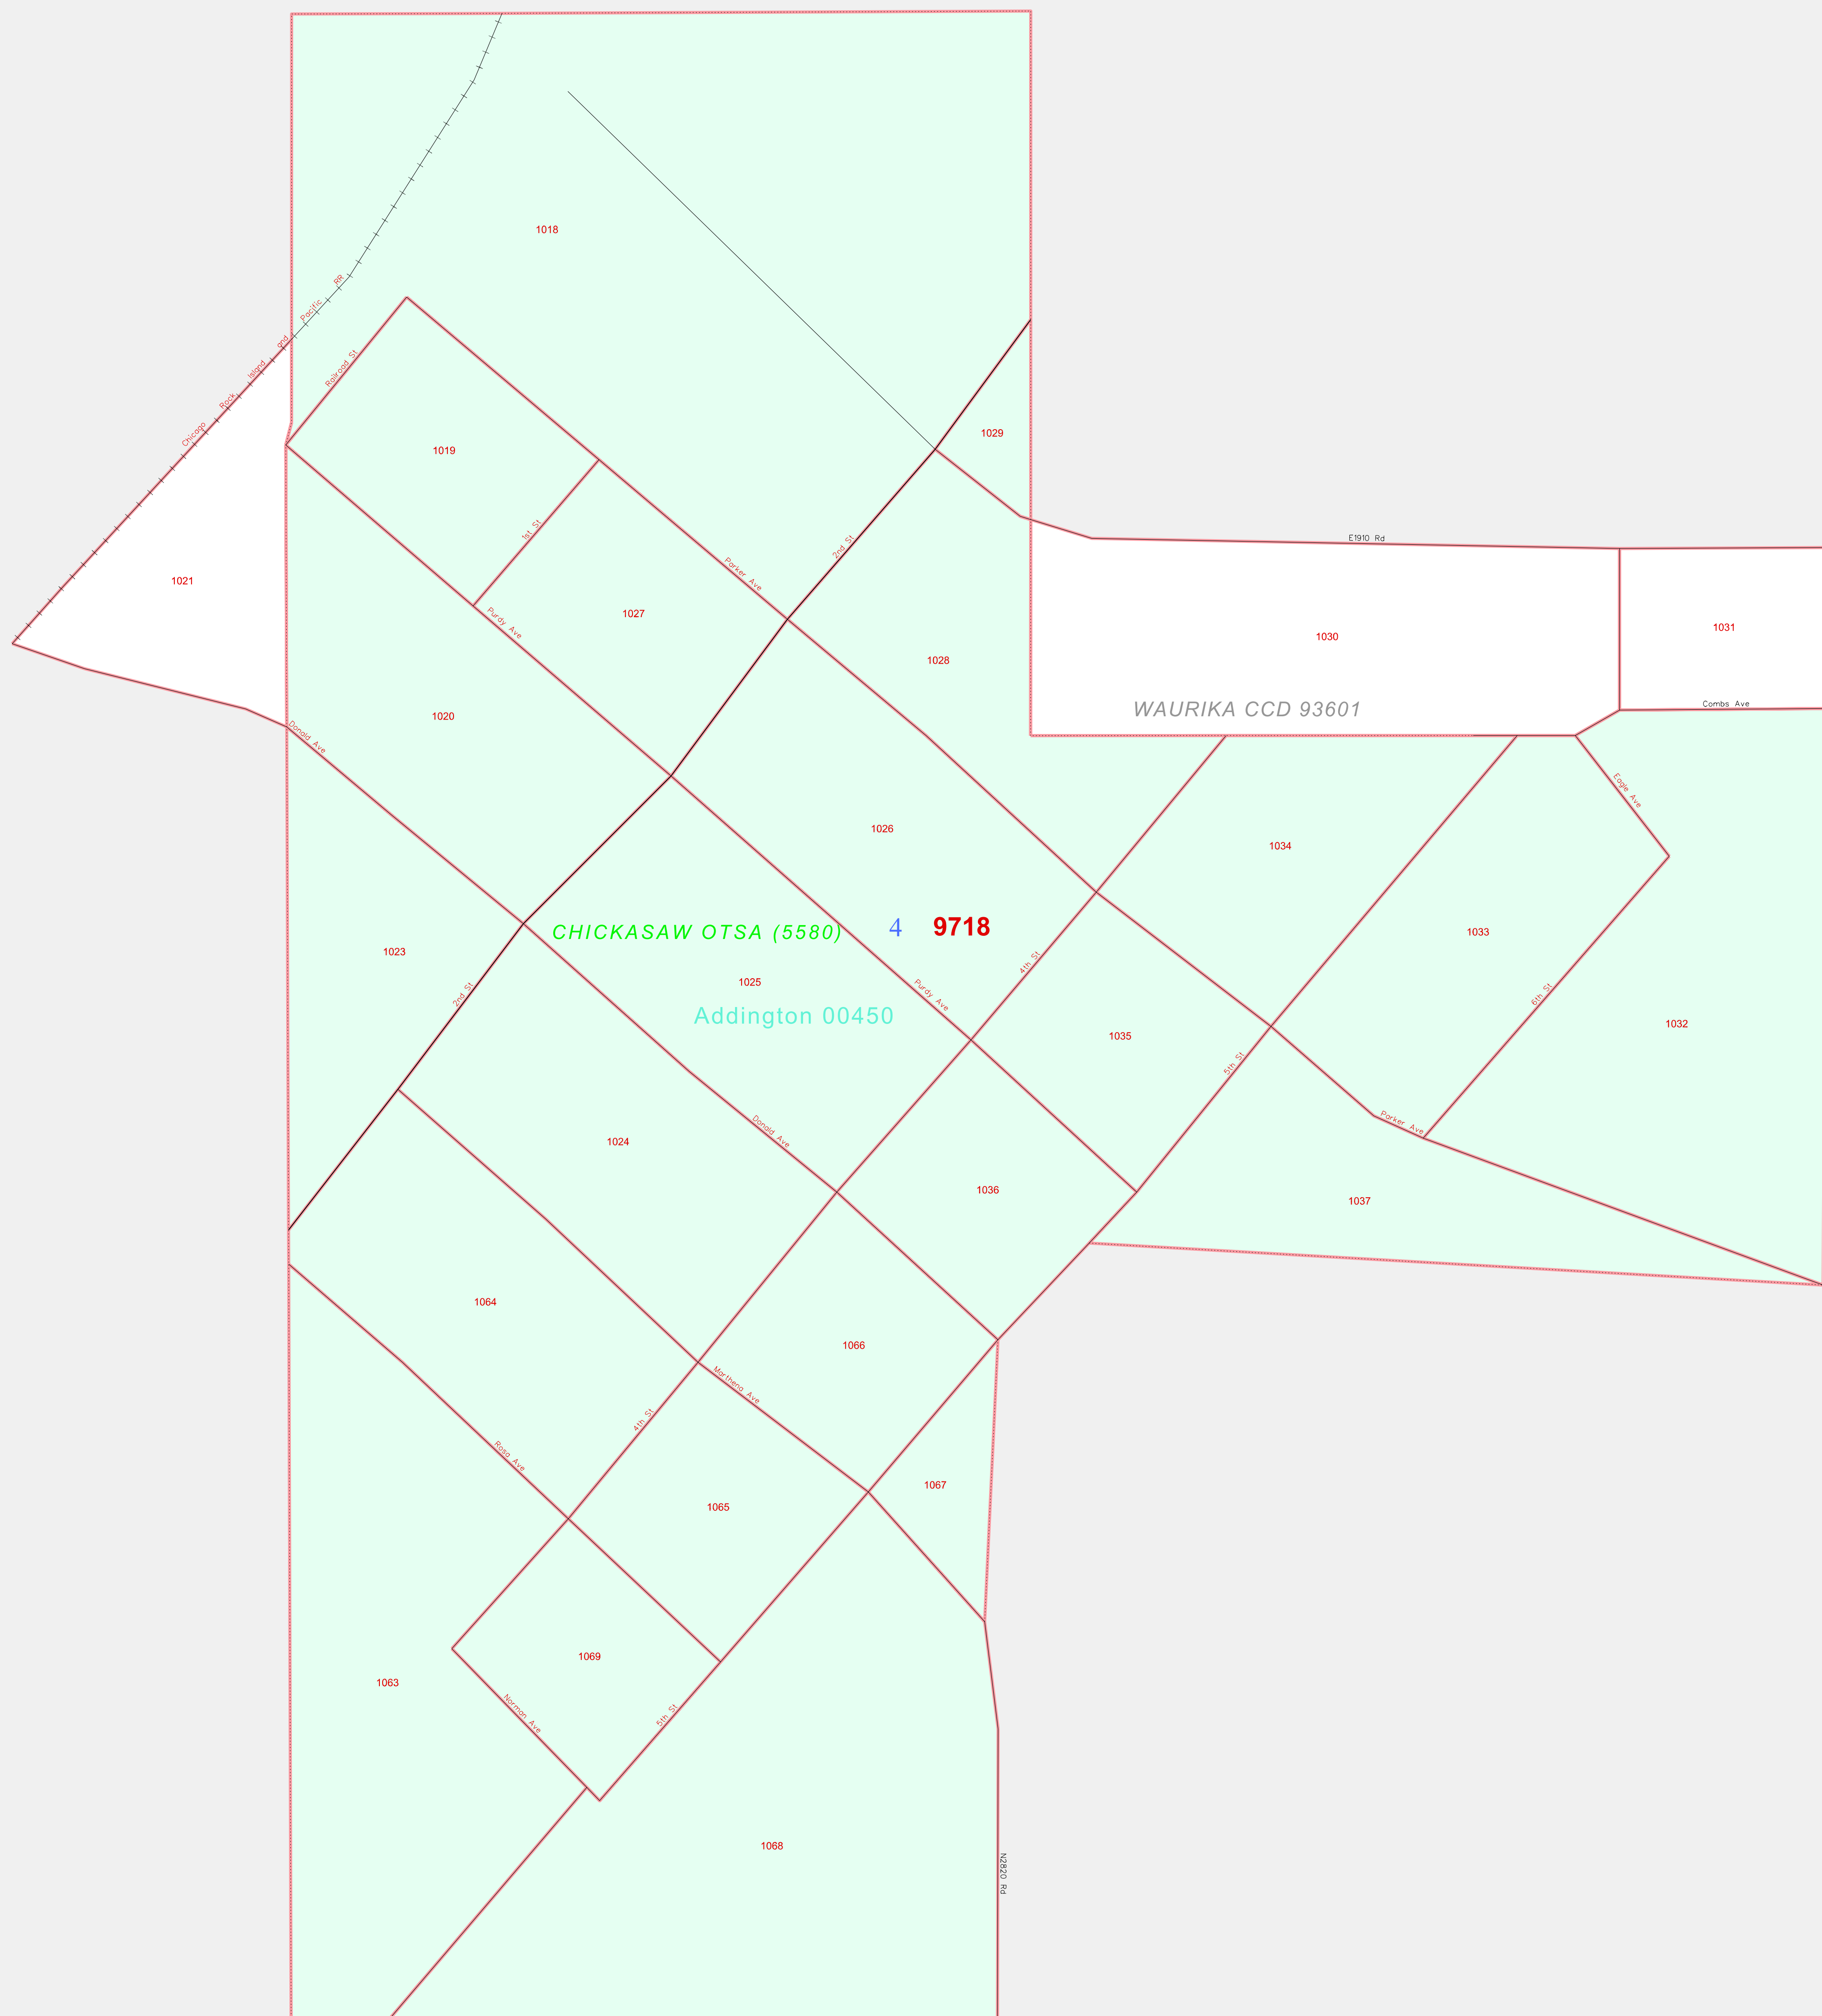 1018
Chicago Rock Island and Pacific RR
Railroad St
1029
1019
1st St
2nd St
E1910 Rd
Parker Ave
1021
1027
Purdy Ave
1030
1031
1028
WAURIKA CCD 93601
Combs Ave
1020
Donald Ave
Eagle Ave
1026
1034
CHICKASAW OTSA (5580)
4
9718
1033
1023
4th St
1025
2nd St
Purdy Ave
6th St
Addington 00450
1032
1035
5th St
Parker Ave
1024
Donald Ave
1036
1037
1064
1066
Marthena Ave
4th St
Rosa Ave
1067
1065
1069
1063
Norman Ave
5th St
1068
N2820 Rd